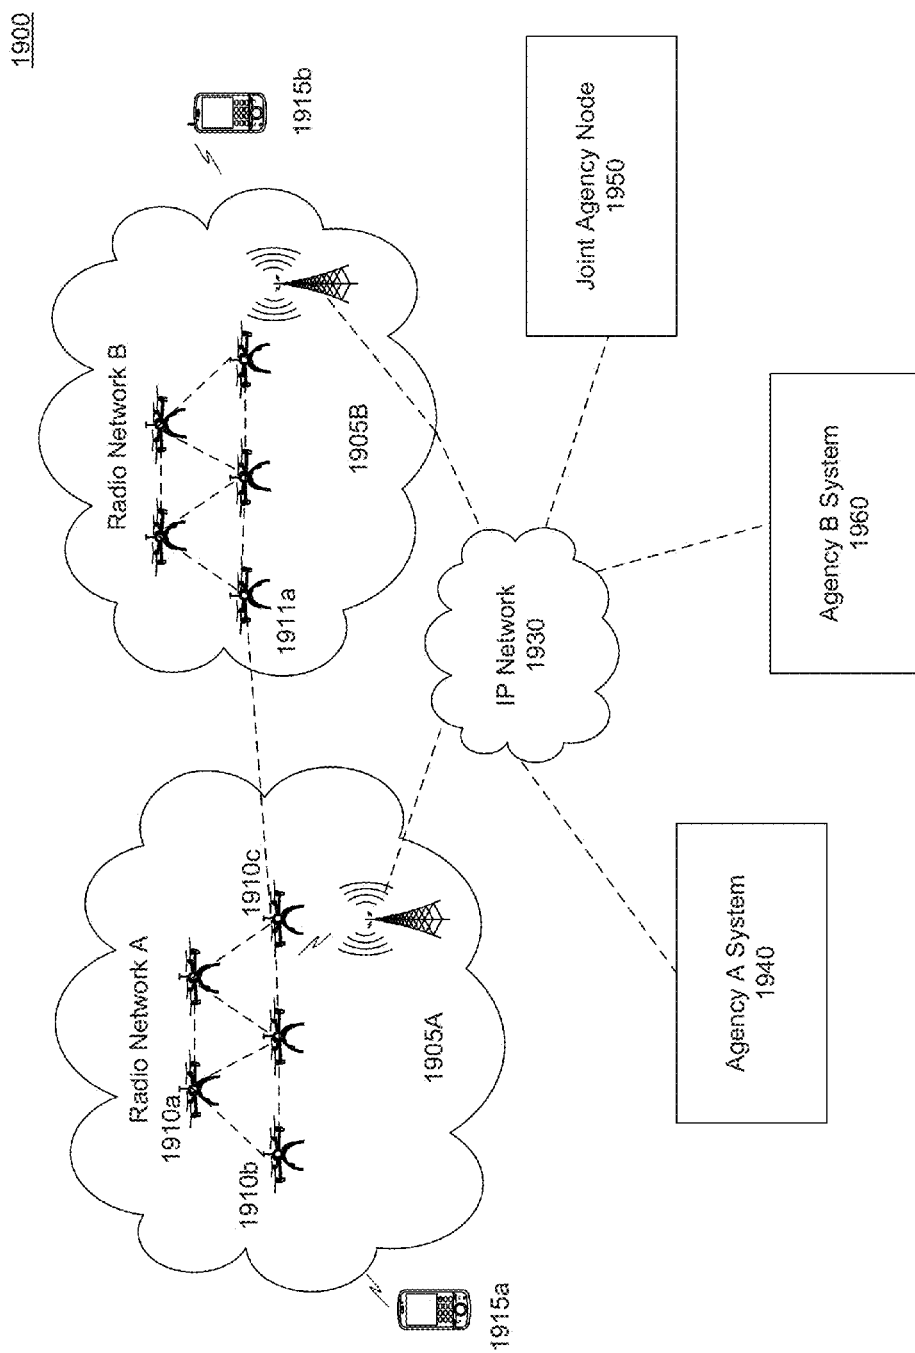 1900
1915b
Radio Network B
1905B
1911a
Radio Network A
1910a
1910b
1910c
1905A
1915a
IP Network
1930
Agency A System
1940
Agency B System
1960
Joint Agency Node
1950